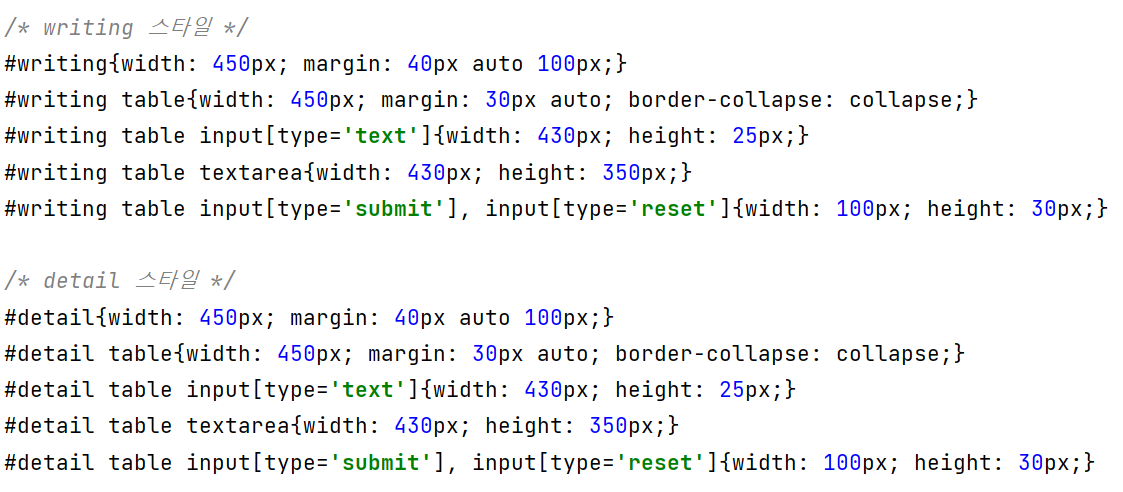 /* writing 스타일 */
#writing{width: 450px; margin: 40px auto 100px;}
#writing table{width: 450px; margin: 30px auto; border-collapse: collapse;}
#writing table input[type='text']{width: 430px; height: 25px;}
#writing table textarea{width: 430px; height: 350px;}
#writing table input[type='submit'], input[type='reset']{width: 100px; height: 30px;}
/* detail 스타일 */
#detail{width: 450px; margin: 40px auto 100px;}
#detail table{width: 450px; margin: 30px auto; border-collapse: collapse;}
#detail table input[type='text']{width: 430px; height: 25px;}
#detail table textarea{width: 430px; height: 350px;}
#detail table input[type='submit'], input[type='reset']{width: 100px; height: 30px;}